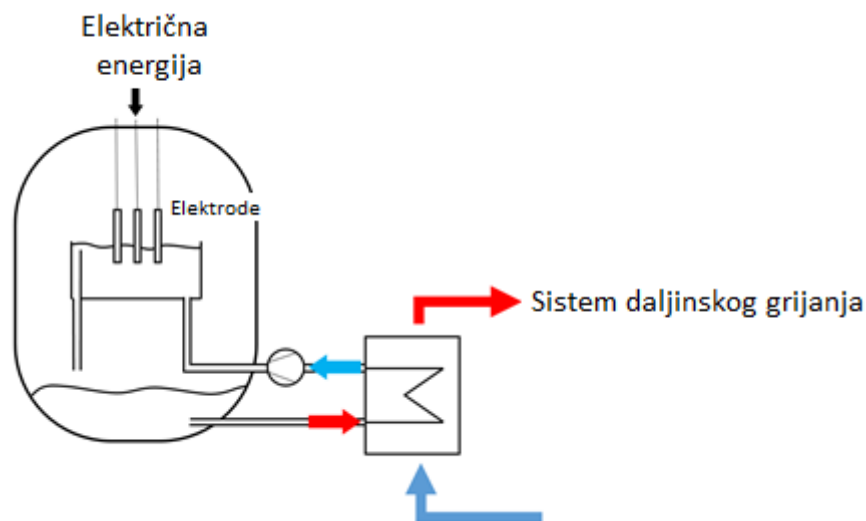 Električna
energija
Elektrode
Sistem daljinskog grijanja